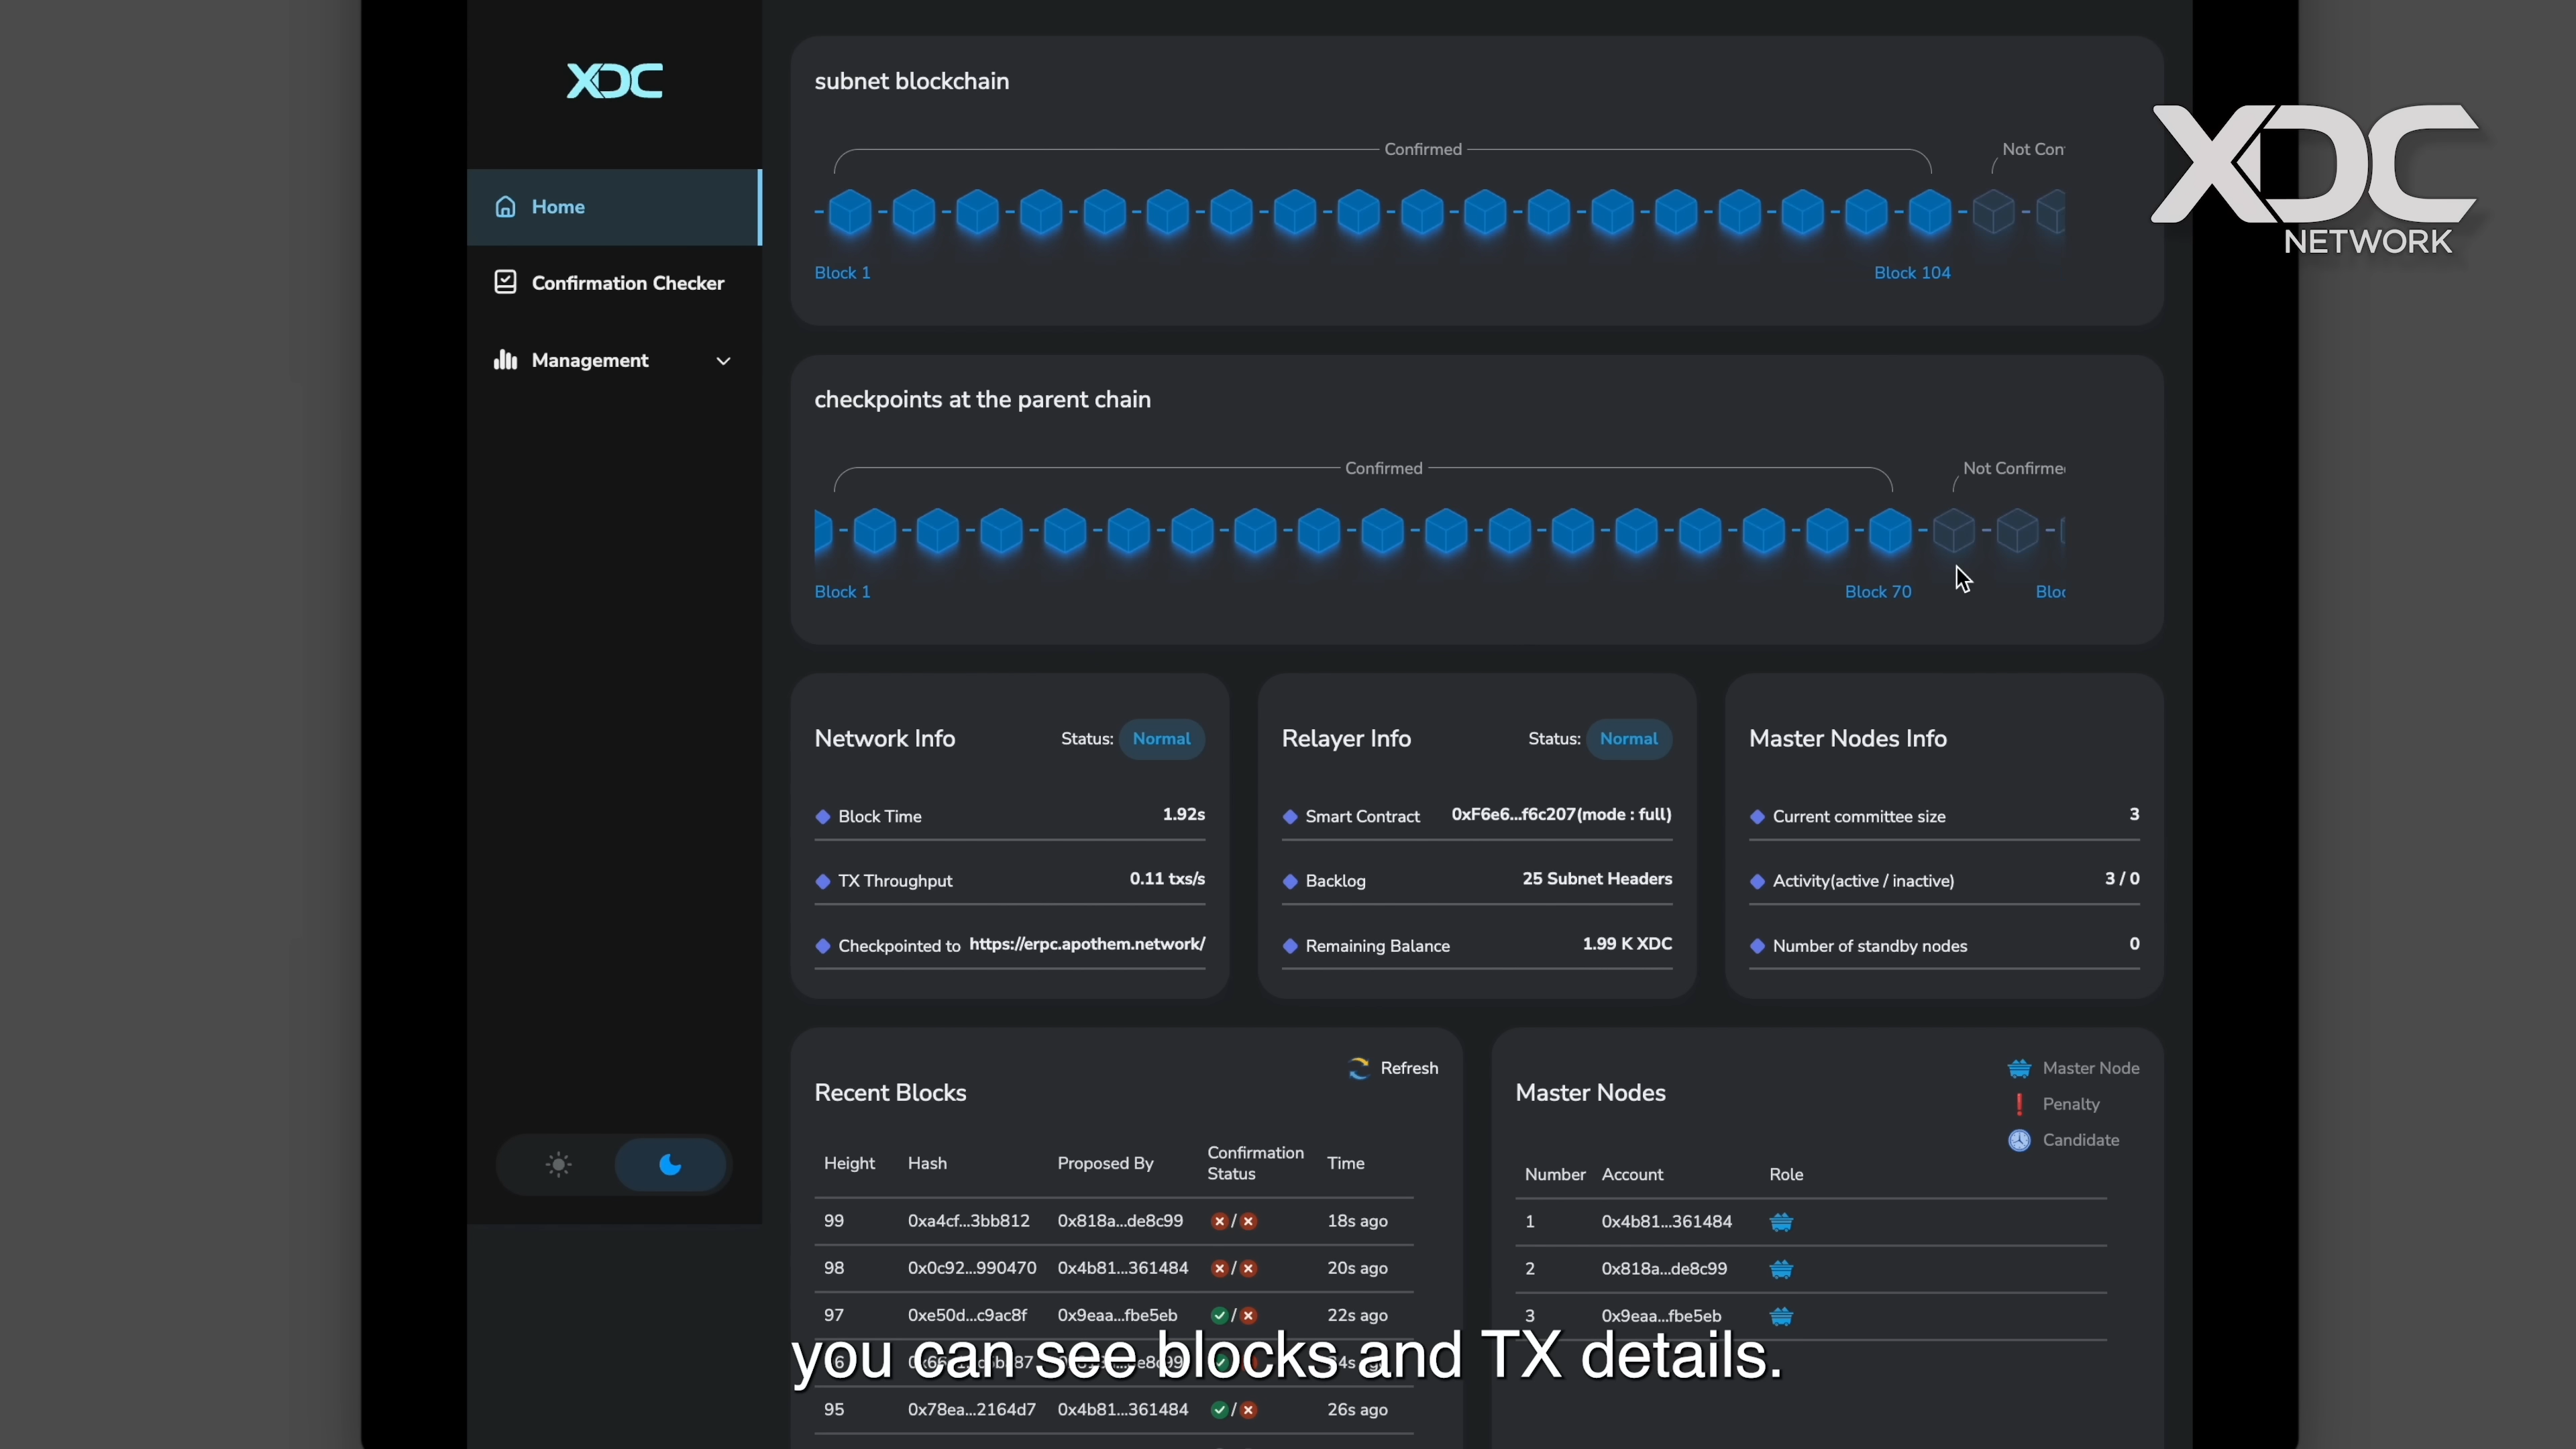 XDC
Home
Confirmation Checker
Management
XDC
NETWORK
subnet blockchain
Confirmed
Not Con
Block 1
Block 104
checkpoints at the parent chain
Confirmed
Not Confirme
Block 1
Block 70
Bloc
Network Info
Status: Normal
Block Time 1.92s
TX Throughput 0.11 txs/s
Checkpointed to https://erpc.apothem.network/
Relayer Info
Status: Normal
Smart Contract 0xF6e6...f6c207(mode : full)
Backlog 25 Subnet Headers
Remaining Balance 1.99 K XDC
Master Nodes Info
Current committee size 3
Activity(active / inactive) 3 / 0
Number of standby nodes 0
Recent Blocks
Refresh
Height Hash Proposed By Confirmation Status Time
99 0xa4cf...3bb812 0x818a...de8c99 / 18s ago
98 0x0c92...990470 0x4b81...361484 / 20s ago
97 0xe50d...c9ac8f 0x9eaa...fbe5eb / 22s ago
95 0x78ea...2164d7 0x4b81...361484 / 26s ago
Master Nodes
Master Node
Penalty
Candidate
Number Account Role
1 0x4b81...361484
2 0x818a...de8c99
3 0x9eaa...fbe5eb
you can see blocks and TX details.